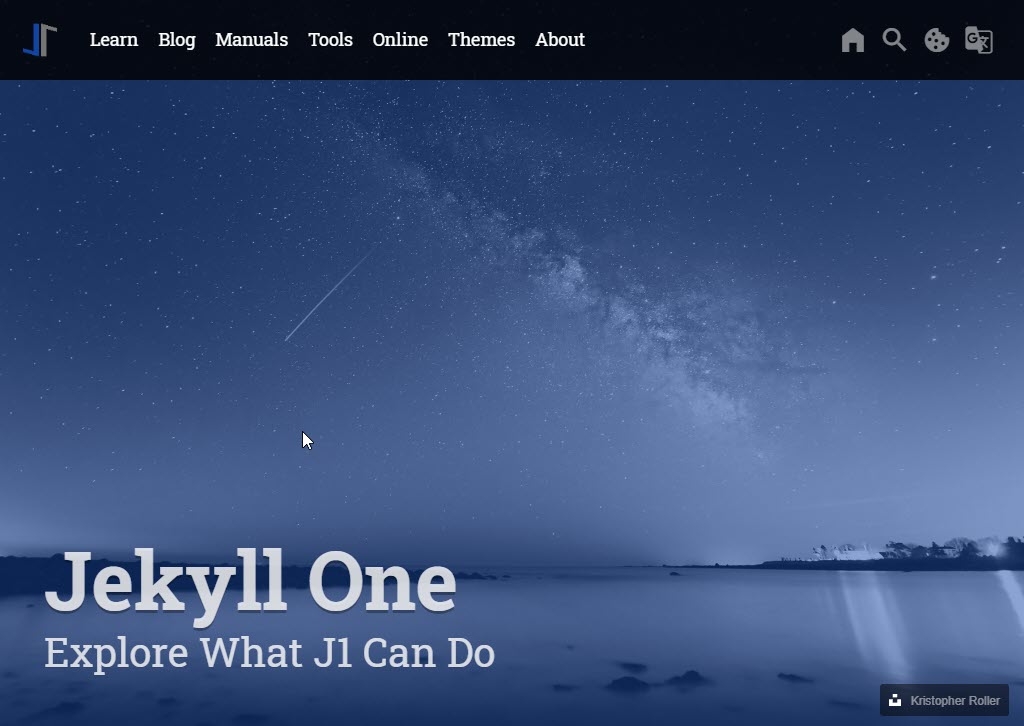 Learn Blog Manuals Tools Online Themes About
Jekyll One
Explore What J1 Can Do
Kristopher Roller